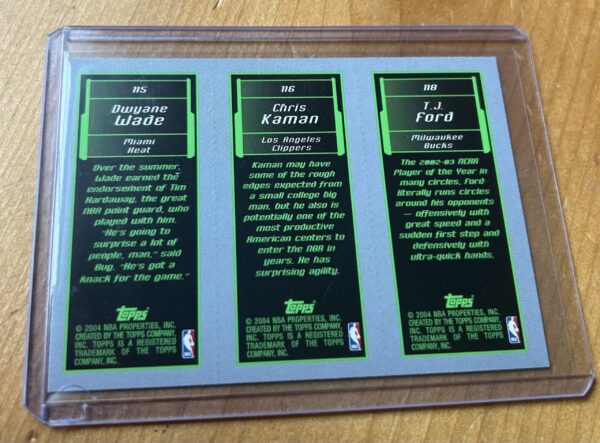 115
Dwyane
Wade
Miami
Heat
Over the summer,
Wade earned the
endorsement of Tim
Hardaway, the great
NBA point guard, who
played with him.
"He's going to
surprise a lot of
people, man," said
Bug. "He's got a
knack for the game."
Topps
© 2004 NBA PROPERTIES, INC.
CREATED BY THE TOPPS COMPANY,
INC. TOPPS IS A REGISTERED
TRADEMARK OF THE TOPPS
COMPANY, INC.
116
Chris
Kaman
Los Angeles
Clippers
Kaman may have
some of the rough
edges expected from
a small college big
man, but he also is
potentially one of the
most productive
American centers to
enter the NBA in
years. He has
surprising agility.
Topps
© 2004 NBA PROPERTIES, INC.
CREATED BY THE TOPPS COMPANY,
INC. TOPPS IS A REGISTERED
TRADEMARK OF THE TOPPS
COMPANY, INC.
118
T.J.
Ford
Milwaukee
Bucks
The 2002-03 NCAA
Player of the Year in
many circles, Ford
literally runs circles
around his opponents
— offensively with
great speed and a
sudden first step and
defensively with
ultra-quick hands.
Topps
© 2004 NBA PROPERTIES, INC.
CREATED BY THE TOPPS COMPANY,
INC. TOPPS IS A REGISTERED
TRADEMARK OF THE TOPPS
COMPANY, INC.